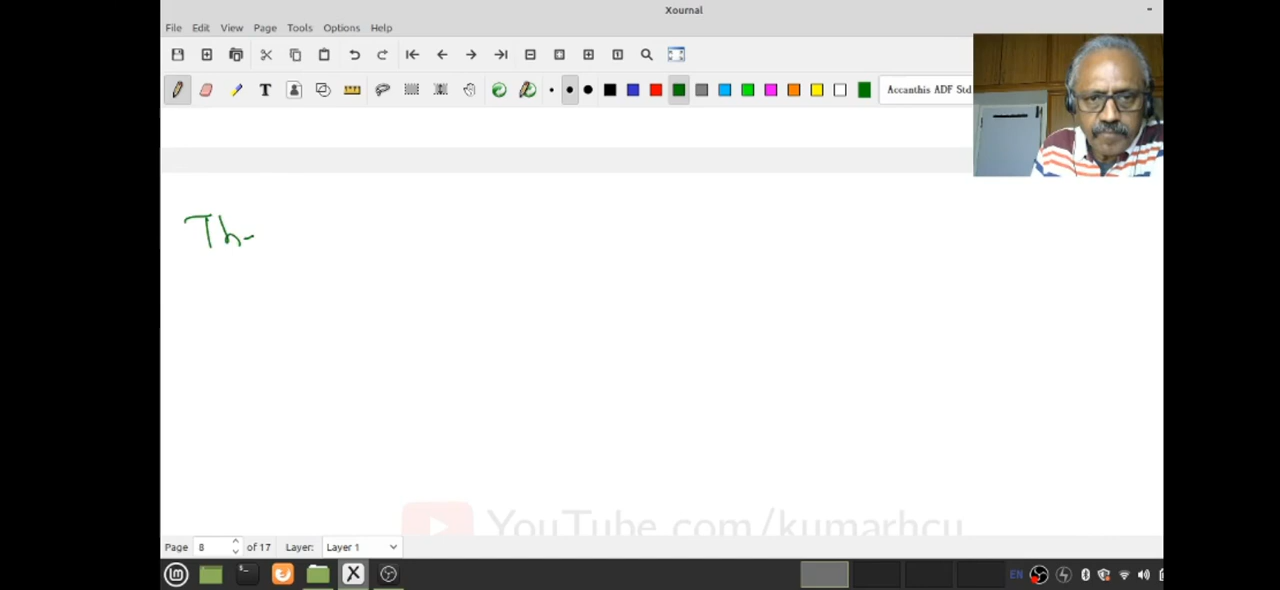 Xournal
File Edit View Page Tools Options Help
T Accanthis ADF Std
Th
YouTube.com/kumarhcu
Page 8 of 17 Layer: Layer 1
EN